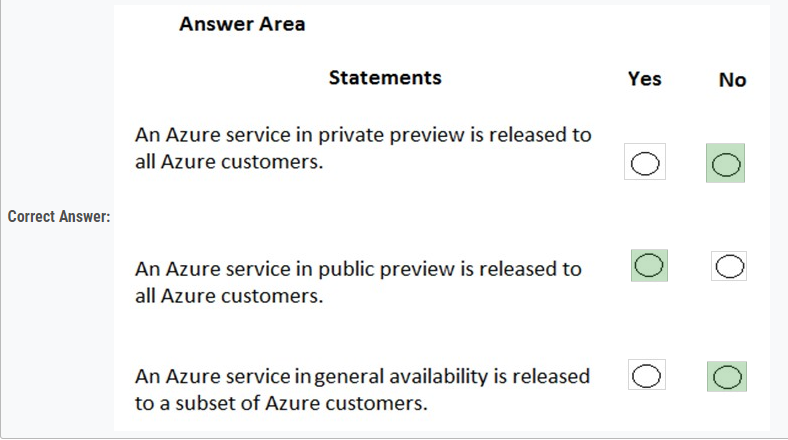 Answer Area
Statements Yes No
An Azure service in private preview is released to
all Azure customers.
Correct Answer:
An Azure service in public preview is released to
all Azure customers.
An Azure service in general availability is released
to a subset of Azure customers.